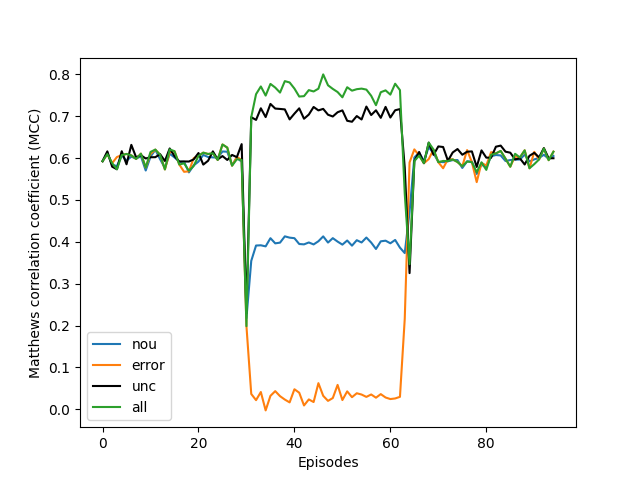 Matthews correlation coefficient (MCC)
0.8
0.7
0.6
0.5
0.4
0.3
0.2
0.1
0.0
nou
error
unc
all
0 20 40 60 80
Episodes